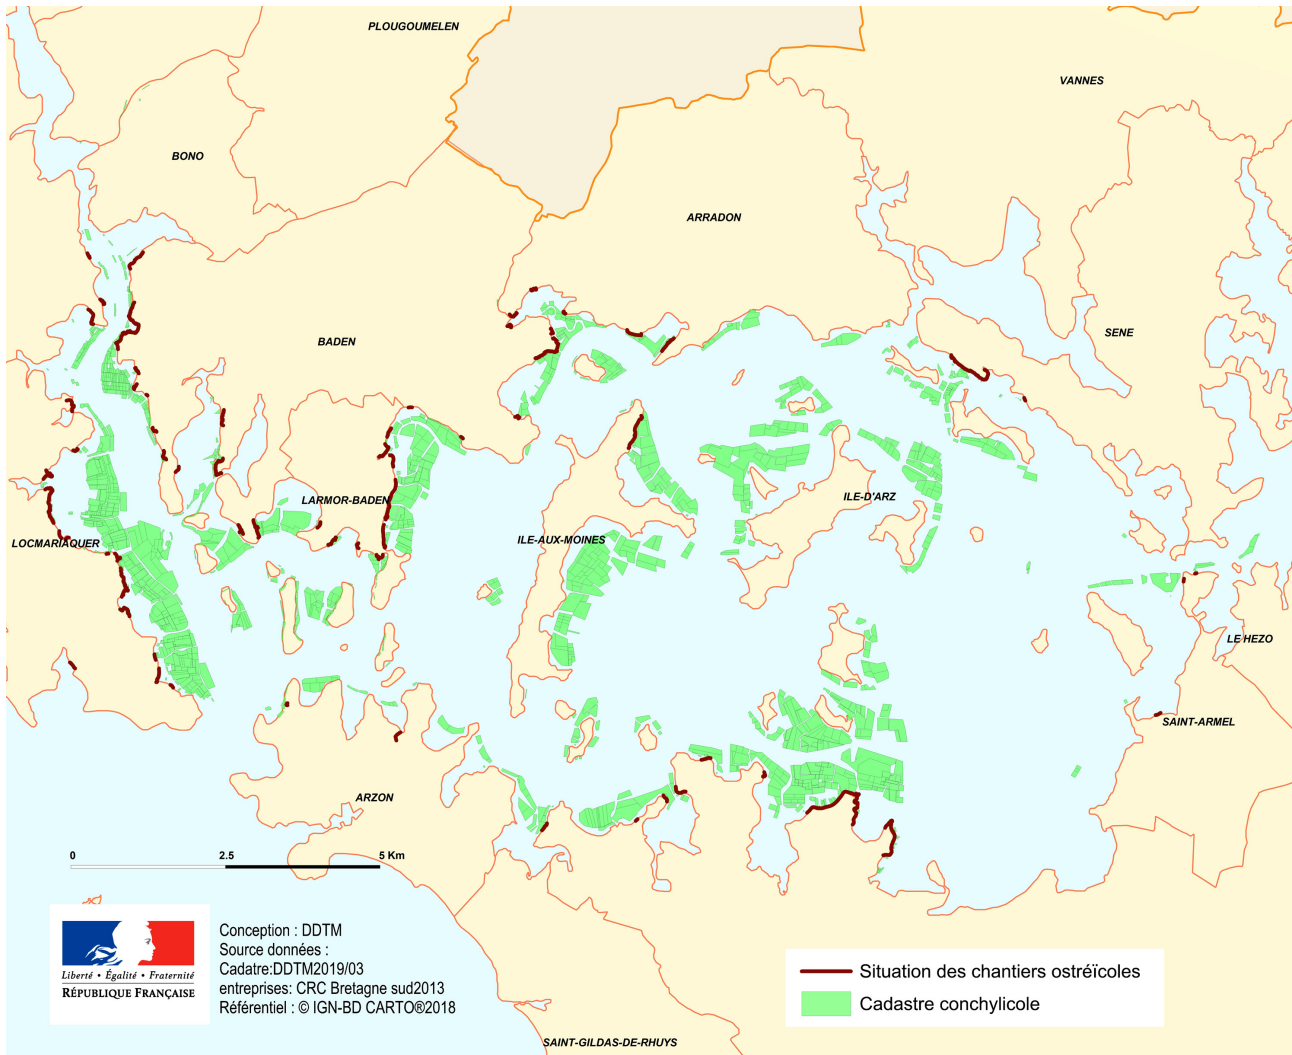 PLOUGOUMELEN
VANNES
BONO
ARRADON
SENE
BADEN
LARMOR-BADEN
ILE-D'ARZ
LOCMARIAQUER
ILE-AUX-MOINES
LE HEZO
SAINT-ARMEL
ARZON
0 2.5 5 Km
Liberté • Égalité • Fraternité
RÉPUBLIQUE FRANÇAISE
Conception : DDTM
Source données :
Cadatre:DDTM2019/03
entreprises: CRC Bretagne sud2013
Référentiel : © IGN-BD CARTO®2018
Situation des chantiers ostréïcoles
Cadastre conchylicole
SAINT-GILDAS-DE-RHUYS